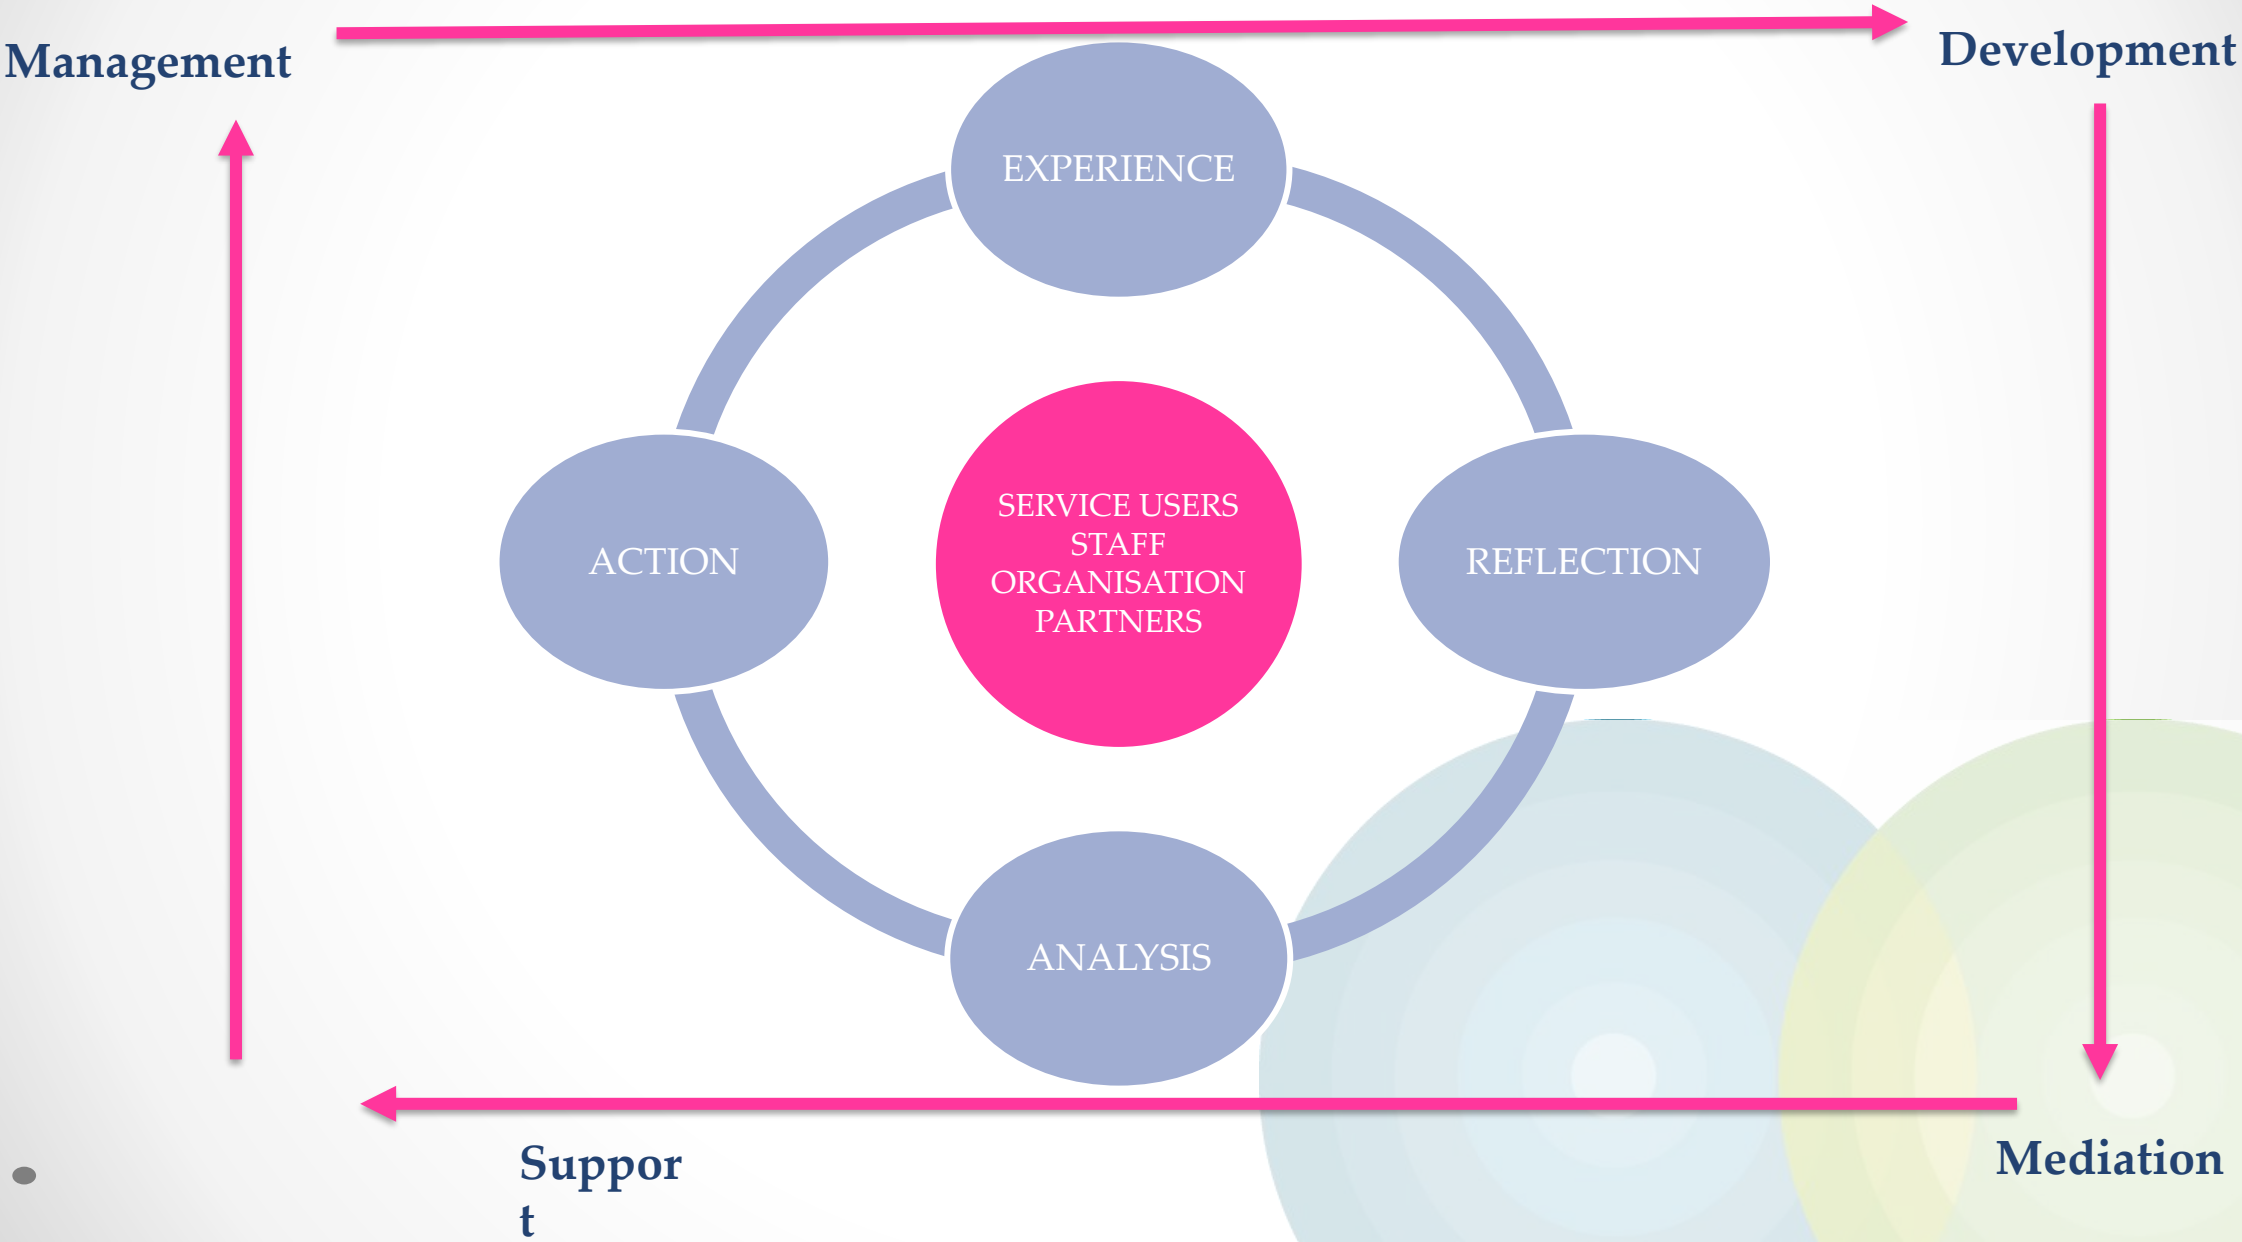 Management
Development
EXPERIENCE
ACTION
SERVICE USERS
STAFF
ORGANISATION
PARTNERS
REFLECTION
ANALYSIS
Suppor
t
Mediation